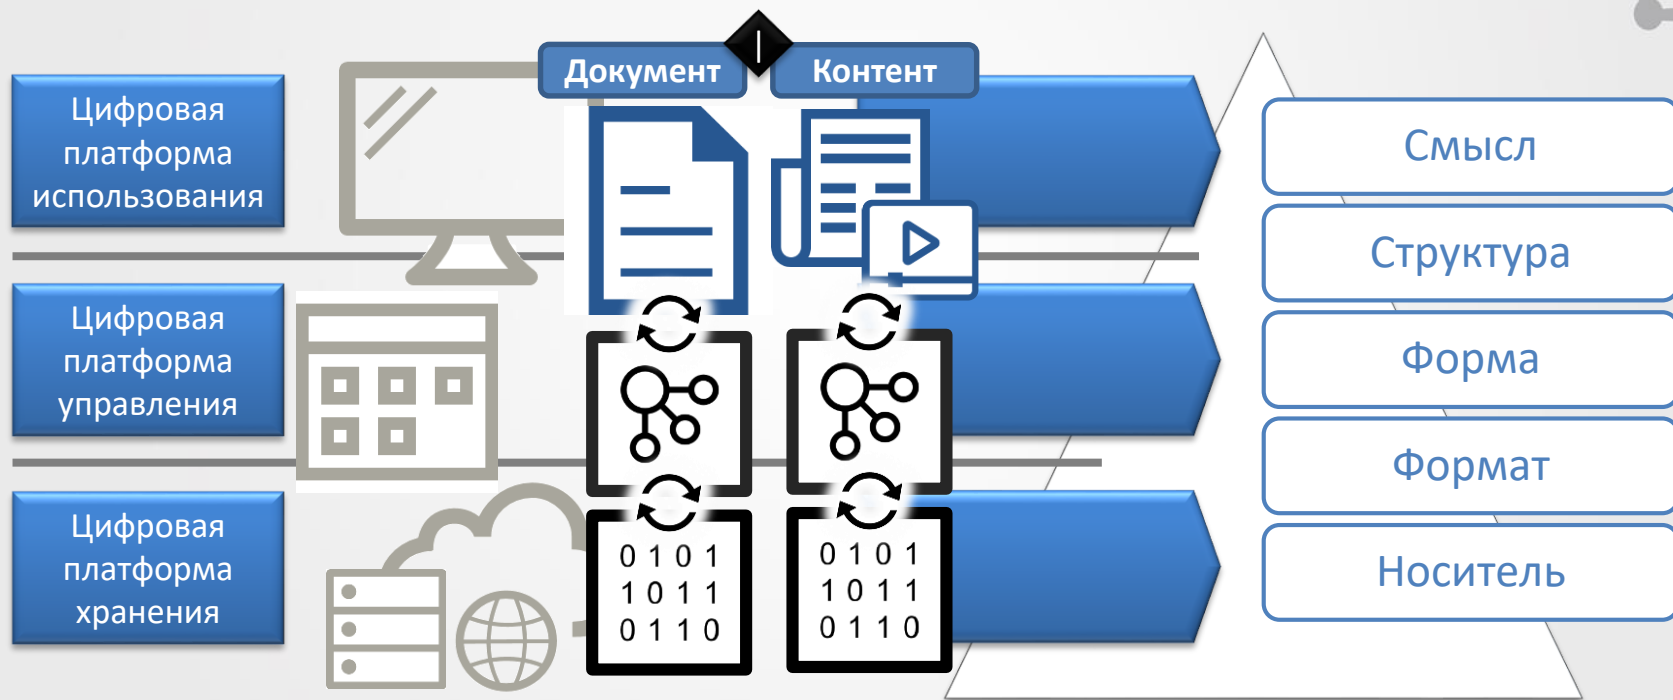 Документ
Контент
Цифровая
платформа
использования
Цифровая
платформа
управления
Цифровая
платформа
хранения
0 1 0 1
1 0 1 1
0 1 1 0
0 1 0 1
1 0 1 1
0 1 1 0
Смысл
Структура
Форма
Формат
Носитель